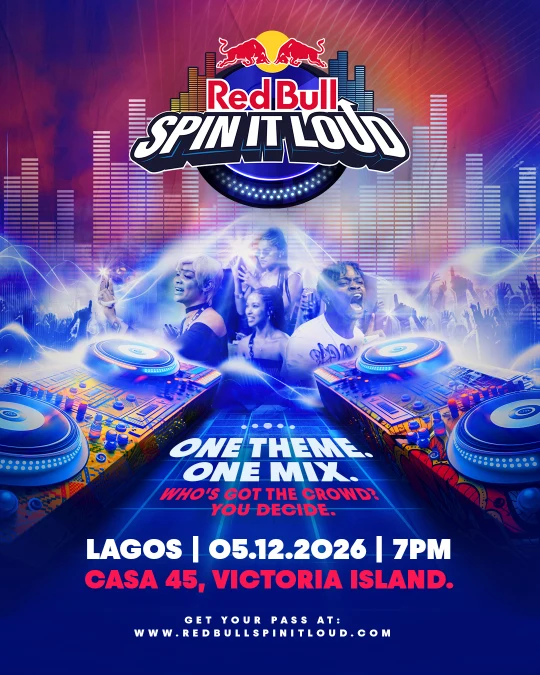 Red Bull
SPIN IT LOUD
ONE THEME.
ONE MIX.
WHO'S GOT THE CROWD?
YOU DECIDE.
LAGOS | 05.12.2026 | 7PM
CASA 45, VICTORIA ISLAND.
GET YOUR PASS AT:
WWW.REDBULLSPINITLOUD.COM